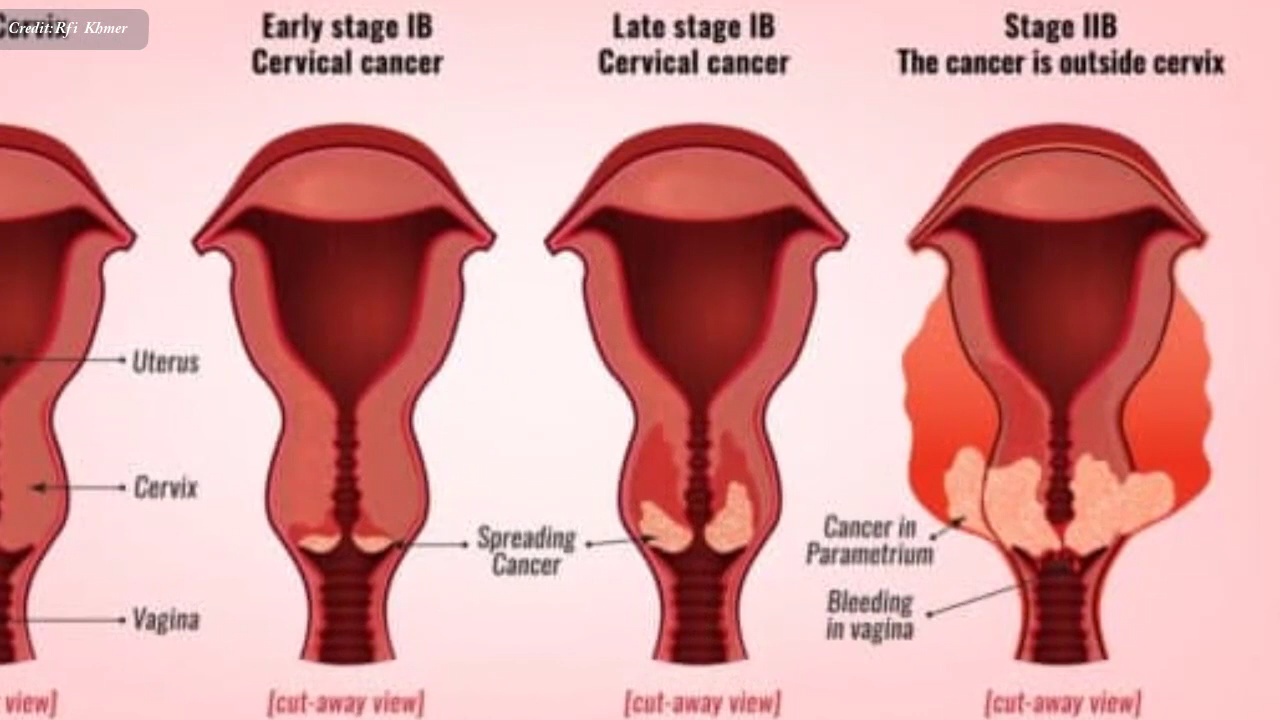 Credit:Rfi Khmer
Cervix
Early stage IB
Cervical cancer
Late stage IB
Cervical cancer
Stage IIB
The cancer is outside cervix
Uterus
Cervix
Vagina
Spreading
Cancer
Cancer in
Parametrium
Bleeding
in vagina
view]
[cut-away view]
[cut-away view]
[cut-away view]